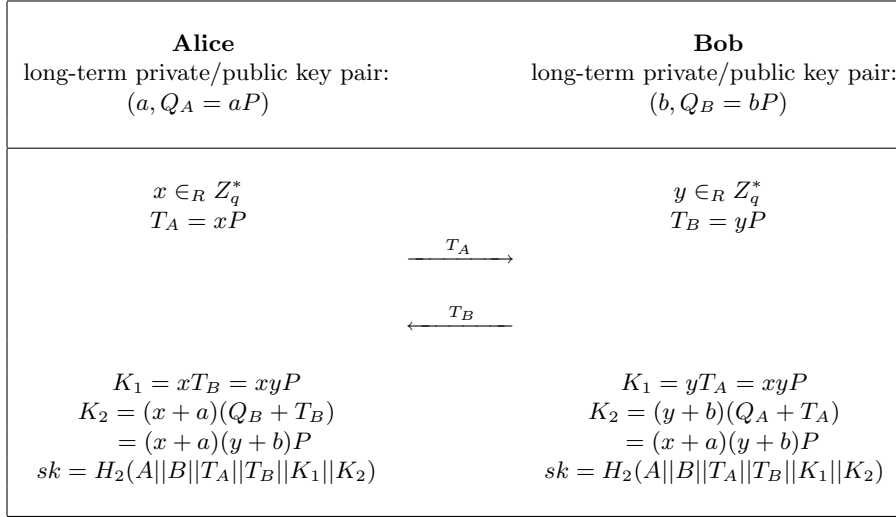 Alice
long-term private/public key pair:
(a, Q_A = aP)
Bob
long-term private/public key pair:
(b, Q_B = bP)
x ∈_R Z_q^*
T_A = xP
y ∈_R Z_q^*
T_B = yP
T_A
T_B
K_1 = xT_B = xyP
K_2 = (x + a)(Q_B + T_B)
= (x + a)(y + b)P
sk = H_2(A||B||T_A||T_B||K_1||K_2)
K_1 = yT_A = xyP
K_2 = (y + b)(Q_A + T_A)
= (x + a)(y + b)P
sk = H_2(A||B||T_A||T_B||K_1||K_2)